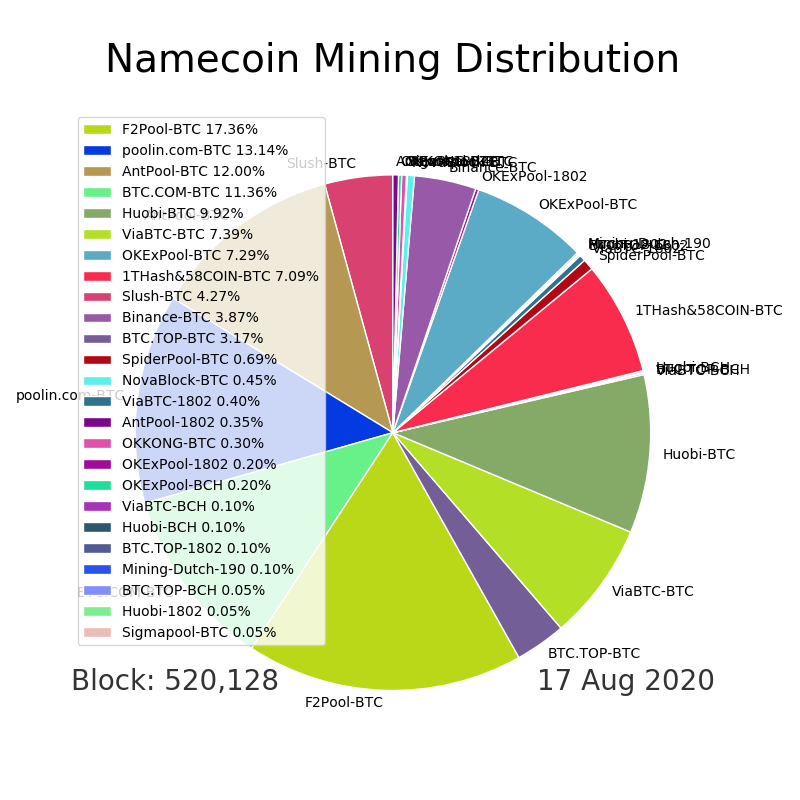 Namecoin Mining Distribution
F2Pool-BTC 17.36%
poolin.com-BTC 13.14%
AntPool-BTC 12.00%
BTC.COM-BTC 11.36%
Huobi-BTC 9.92%
ViaBTC-BTC 7.39%
OKExPool-BTC 7.29%
1THash&58COIN-BTC 7.09%
Slush-BTC 4.27%
Binance-BTC 3.87%
BTC.TOP-BTC 3.17%
SpiderPool-BTC 0.69%
NovaBlock-BTC 0.45%
ViaBTC-1802 0.40%
AntPool-1802 0.35%
OKKONG-BTC 0.30%
OKExPool-1802 0.20%
OKExPool-BCH 0.20%
ViaBTC-BCH 0.10%
Huobi-BCH 0.10%
BTC.TOP-1802 0.10%
Mining-Dutch-190 0.10%
BTC.TOP-BCH 0.05%
Huobi-1802 0.05%
Sigmapool-BTC 0.05%
Slush-BTC
Binance-BTC
OKExPool-1802
OKExPool-BTC
Mining-Dutch-190
SpiderPool-BTC
1THash&58COIN-BTC
Huobi-BCH
ViaBTC-BCH
Huobi-BTC
ViaBTC-BTC
BTC.TOP-BTC
F2Pool-BTC
poolin.com-BTC
Block: 520,128
17 Aug 2020